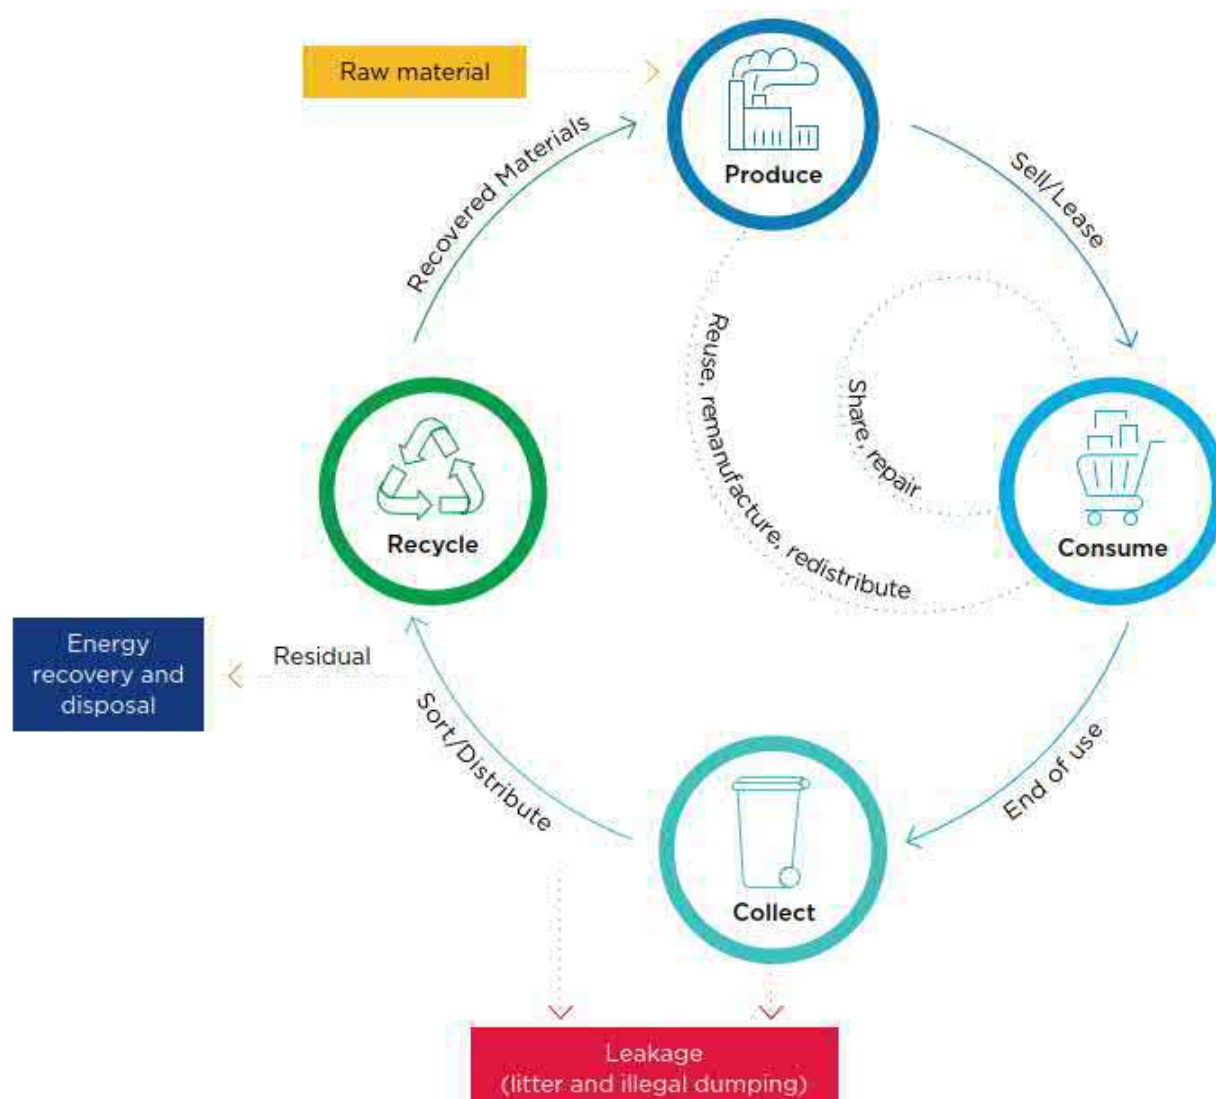 Raw material
Produce
Recovered Materials
Sell/Lease
Reuse, remanufacture, redistribute
Share, repair
Recycle
Consume
Energy
recovery and
disposal
Residual
Sort/Distribute
End of use
Collect
Leakage
(litter and illegal dumping)